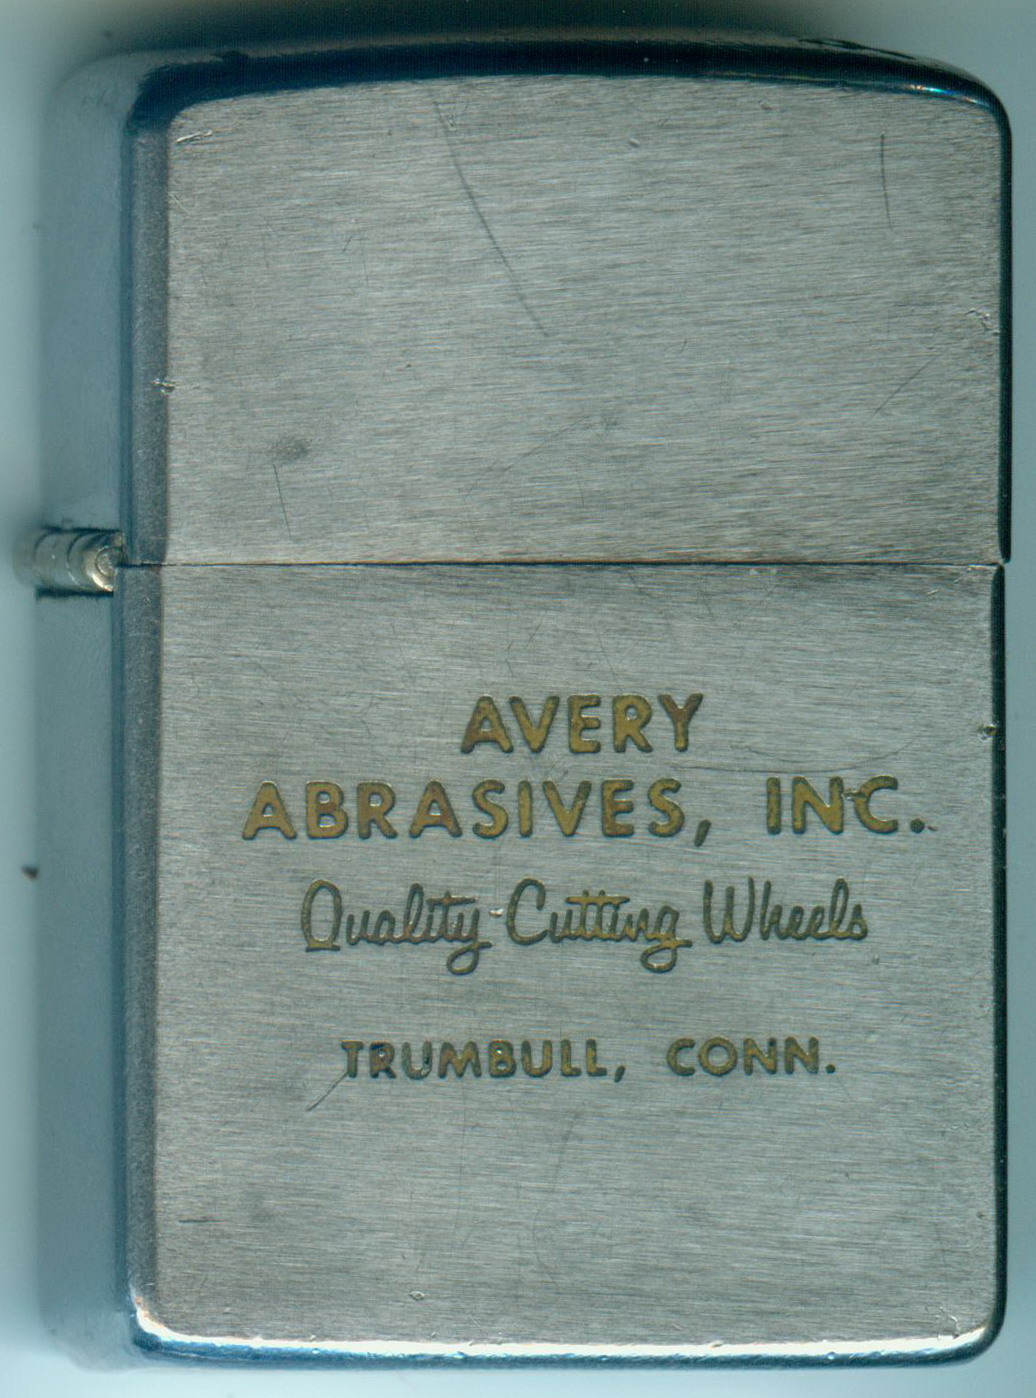 AVERY
ABRASIVES, INC.
Quality Cutting Wheels
TRUMBULL, CONN.